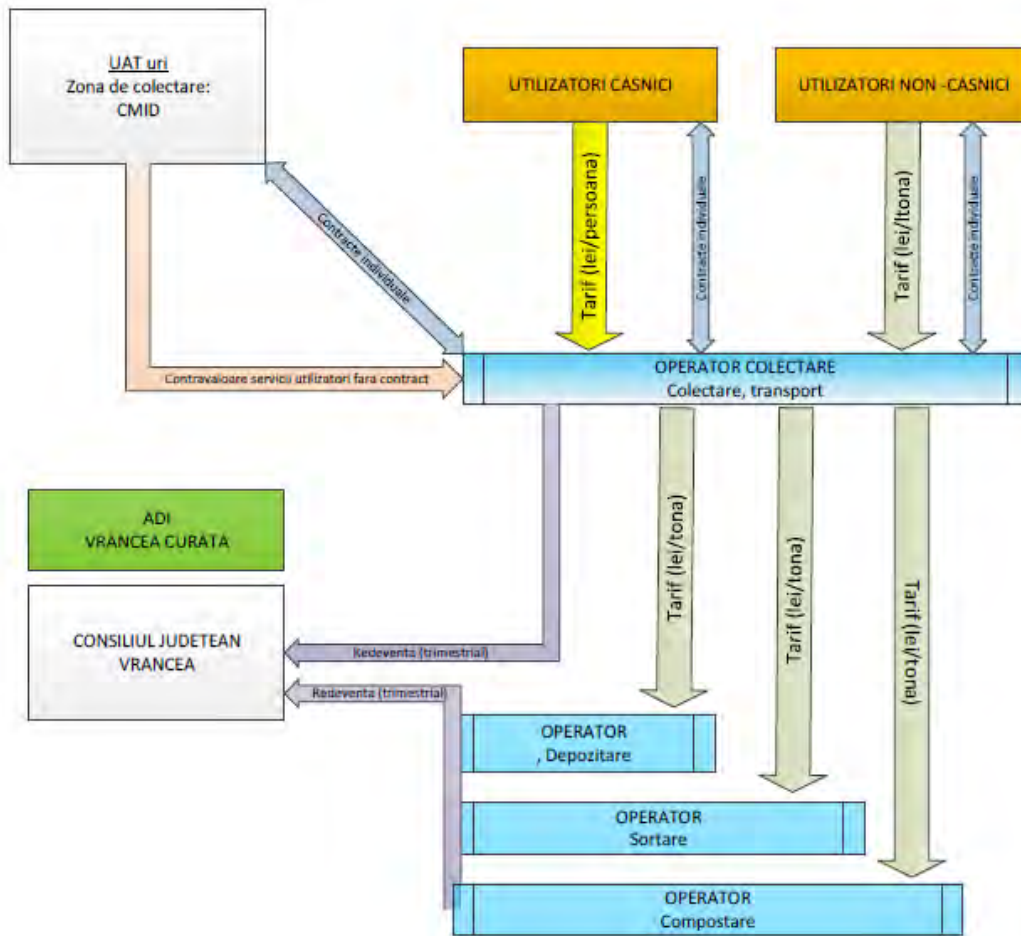 UAT uri
Zona de colectare:
CMID
UTILIZATORI CASNICI
UTILIZATORI NON -CASNICI
Contracte individuale
Tarif (lei/persoana)
Contracte individuale
Tarif (lei/ltona)
Contracte individuale
Contravaloare servicii utilizatori fara contract
OPERATOR COLECTARE
Colectare, transport
ADI
VRANCEA CURATA
CONSILIUL JUDETEAN
VRANCEA
Tarif (lei/tona)
Tarif (lei/tona)
Tarif (lei/tona)
Redeventa (trimestrial)
Redeventa (trimestrial)
OPERATOR
, Depozitare
OPERATOR
Sortare
OPERATOR
Compostare